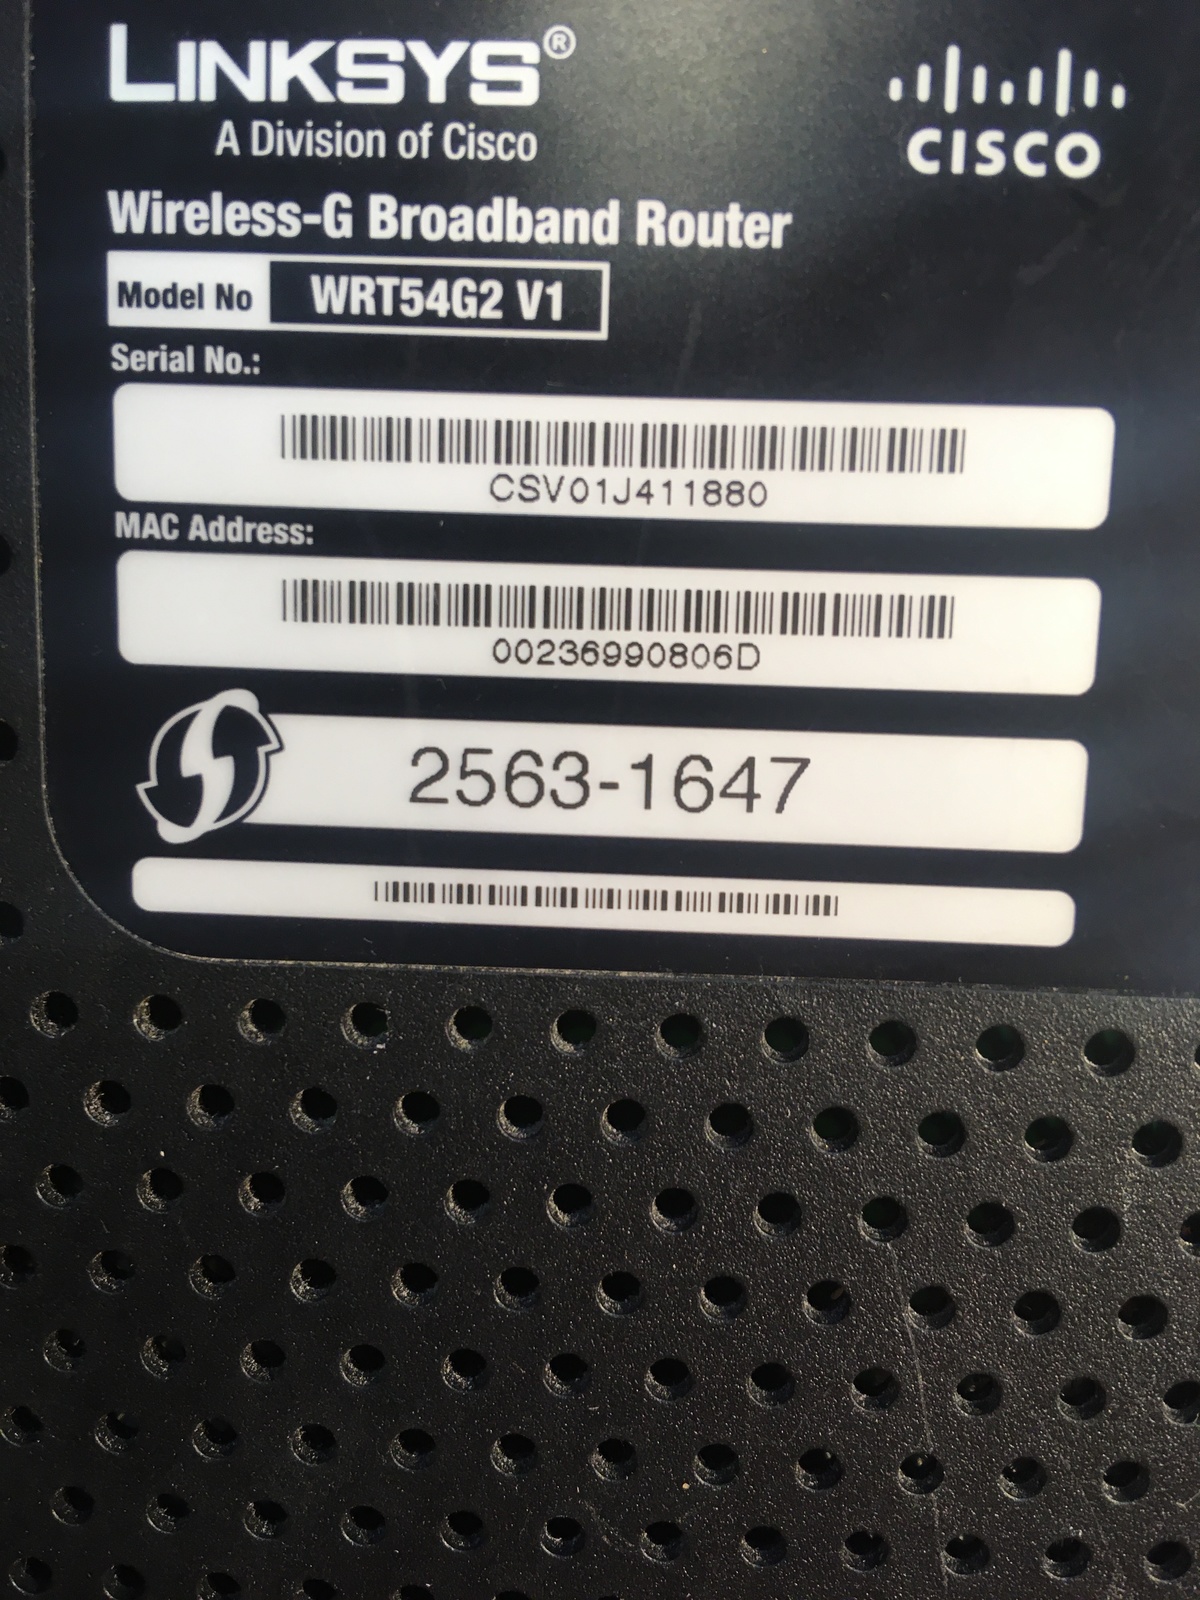 LINKSYS®
A Division of Cisco
CISCO
Wireless-G Broadband Router
Model No WRT54G2 V1
Serial No.:
CSV01J411880
MAC Address:
00236990806D
2563-1647